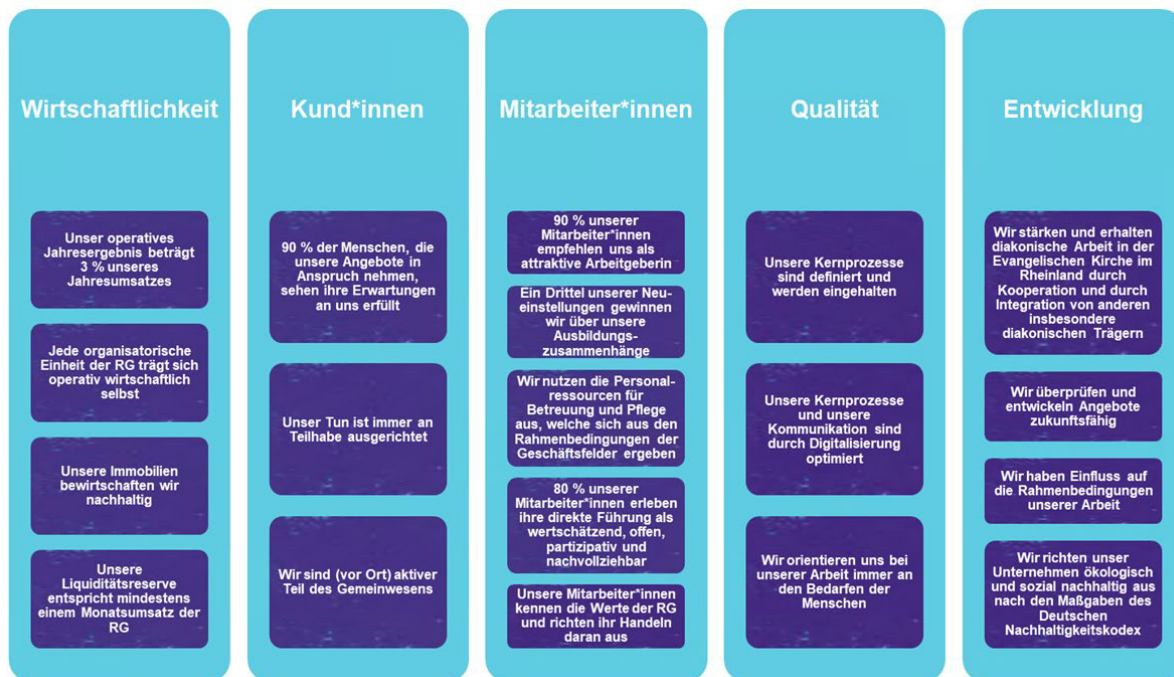 Wirtschaftlichkeit
Unser operatives
Jahresergebnis beträgt
3 % unseres
Jahresumsatzes
Jede organisatorische
Einheit der RG trägt sich
operativ wirtschaftlich
selbst
Unsere Immobilien
bewirtschaften wir
nachhaltig
Unsere
Liquiditätsreserve
entspricht mindestens
einem Monatsumsatz der
RG
Kund*innen
90 % der Menschen, die
unsere Angebote in
Anspruch nehmen,
sehen ihre Erwartungen
an uns erfüllt
Unser Tun ist immer an
Teilhabe ausgerichtet
Wir sind (vor Ort) aktiver
Teil des Gemeinwesens
Mitarbeiter*innen
90 % unserer
Mitarbeiter*innen
empfehlen uns als
attraktive Arbeitgeberin
Ein Drittel unserer Neu-
einstellungen gewinnen
wir über unsere
Ausbildungs-
zusammenhänge
Wir nutzen die Personal-
ressourcen für
Betreuung und Pflege
aus, welche sich aus den
Rahmenbedingungen der
Geschäftsfelder ergeben
80 % unserer
Mitarbeiter*innen erleben
ihre direkte Führung als
wertschätzend, offen,
partizipativ und
nachvollziehbar
Unsere Mitarbeiter*innen
kennen die Werte der RG
und richten ihr Handeln
daran aus
Qualität
Unsere Kernprozesse
sind definiert und
werden eingehalten
Unsere Kernprozesse
und unsere
Kommunikation sind
durch Digitalisierung
optimiert
Wir orientieren uns bei
unserer Arbeit immer an
den Bedarfen der
Menschen
Entwicklung
Wir stärken und erhalten
diakonische Arbeit in der
Evangelischen Kirche im
Rheinland durch
Kooperation und durch
Integration von anderen
insbesondere
diakonischen Trägern
Wir überprüfen und
entwickeln Angebote
zukunftsfähig
Wir haben Einfluss auf
die Rahmenbedingungen
unserer Arbeit
Wir richten unser
Unternehmen ökologisch
und sozial nachhaltig aus
nach den Maßgaben des
Deutschen
Nachhaltigkeitskodex